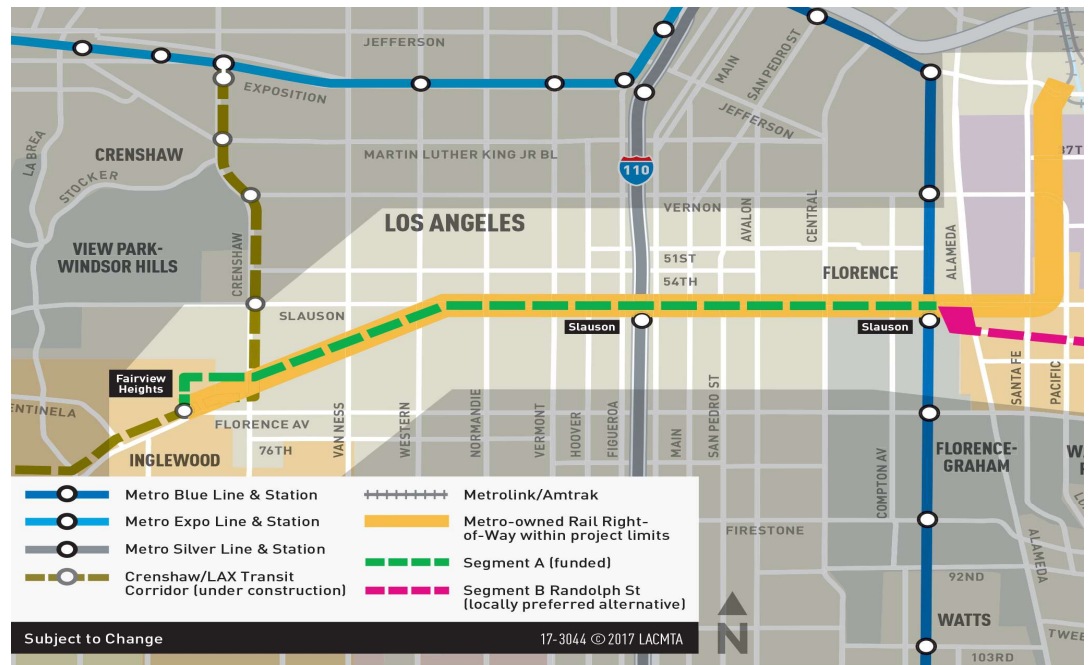 JEFFERSON
MAIN
SAN PEDRO ST
EXPOSITION
JEFFERSON
LA BREA
CRENSHAW
MARTIN LUTHER KING JR BL
110
STOCKER
VERNON
LOS ANGELES
AVALON
CENTRAL
ALAMEDA
VIEW PARK-
WINDSOR HILLS
CRENSHAW
51ST
54TH
FLORENCE
SLAUSON
Slauson
Slauson
Fairview
Heights
SANTA FE
PACIFIC
ENTINELA
FLORENCE AV
76TH
INGLEWOOD
VAN NESS
WESTERN
NORMANDIE
VERMONT
HOOVER
FIGUEROA
MAIN
SAN PEDRO ST
COMPTON AV
FLORENCE-
GRAHAM
FIRESTONE
ALAMEDA
92ND
WATTS
TWEE
103RD
Metro Blue Line & Station
Metro Expo Line & Station
Metro Silver Line & Station
Crenshaw/LAX Transit
Corridor (under construction)
Metrolink/Amtrak
Metro-owned Rail Right-
of-Way within project limits
Segment A (funded)
Segment B Randolph St
(locally preferred alternative)
N
Subject to Change
17-3044 © 2017 LACMTA